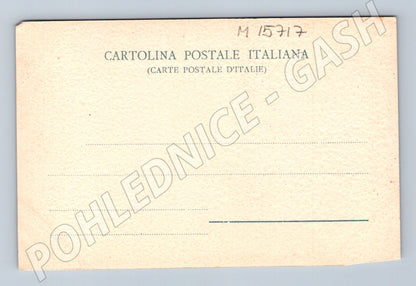 M 15717
CARTOLINA POSTALE ITALIANA
(CARTE POSTALE D'ITALIE)
POHLEDNICE - GASH